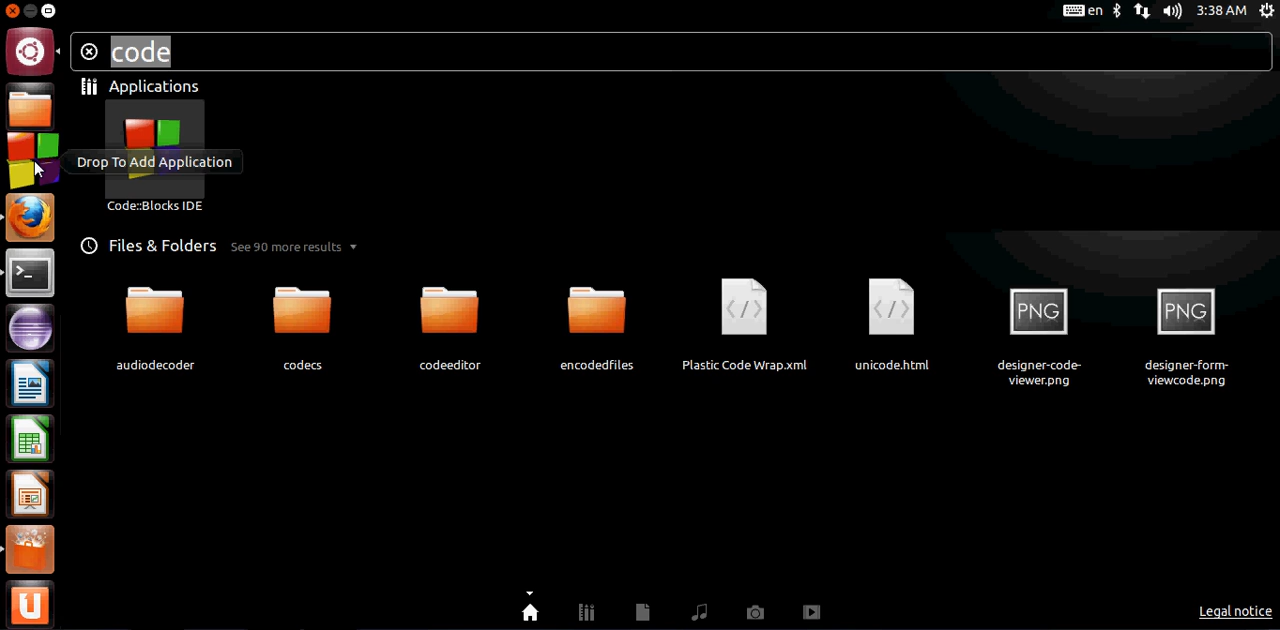 en
3:38 AM
code
Applications
Drop To Add Application
Code::Blocks IDE
Files & Folders See 90 more results
audiodecoder
codecs
codeeditor
encodedfiles
Plastic Code Wrap.xml
unicode.html
designer-code-
viewer.png
designer-form-
viewcode.png
PNG
PNG
Legal notice